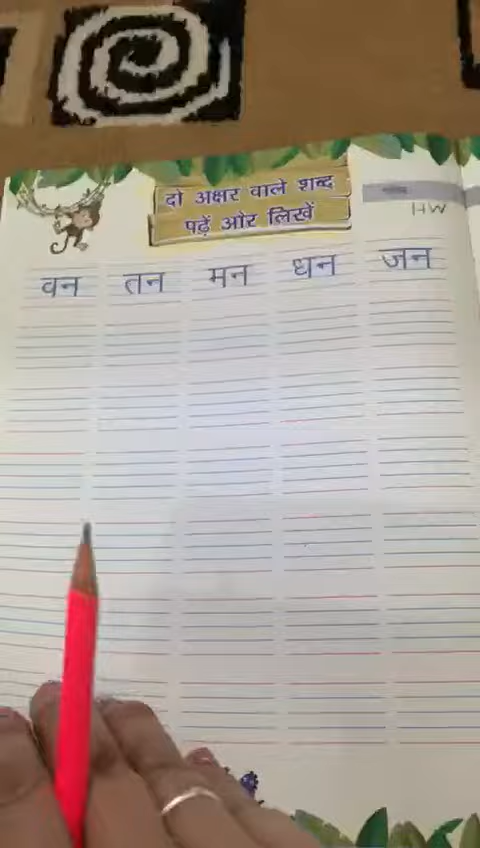 दो अक्षर वाले शब्द
पढ़ें और लिखें
HW
वन तन मन धन जन